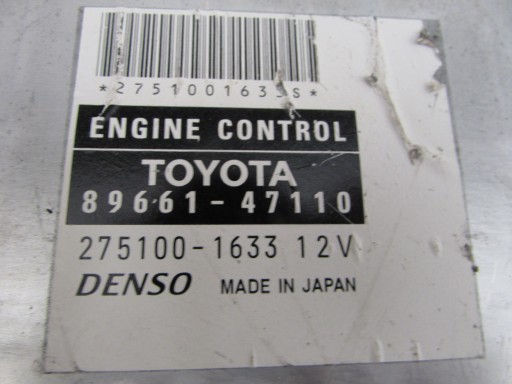 *2751001633S*
ENGINE CONTROL
TOYOTA
89661-47110
275100-1633 12V
DENSO MADE IN JAPAN